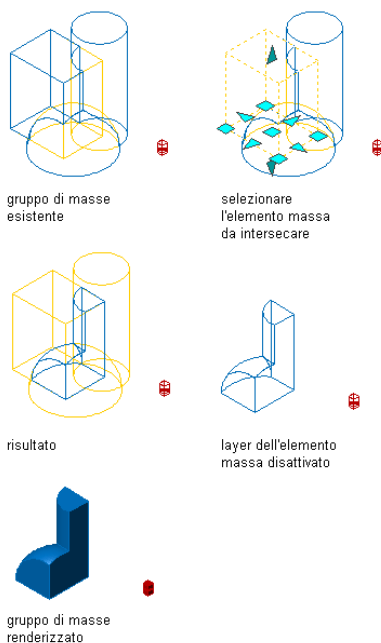 gruppo di masse
esistente
selezionare
l'elemento massa
da intersecare
risultato
layer dell'elemento
massa disattivato
gruppo di masse
renderizzato